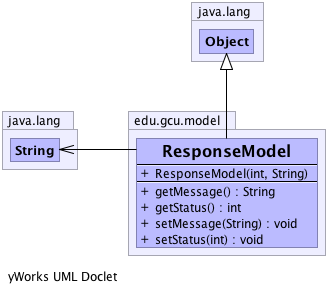 java.lang
Object
java.lang
String
edu.gcu.model
ResponseModel
+ ResponseModel(int, String)
+ getMessage() : String
+ getStatus() : int
+ setMessage(String) : void
+ setStatus(int) : void
yWorks UML Doclet